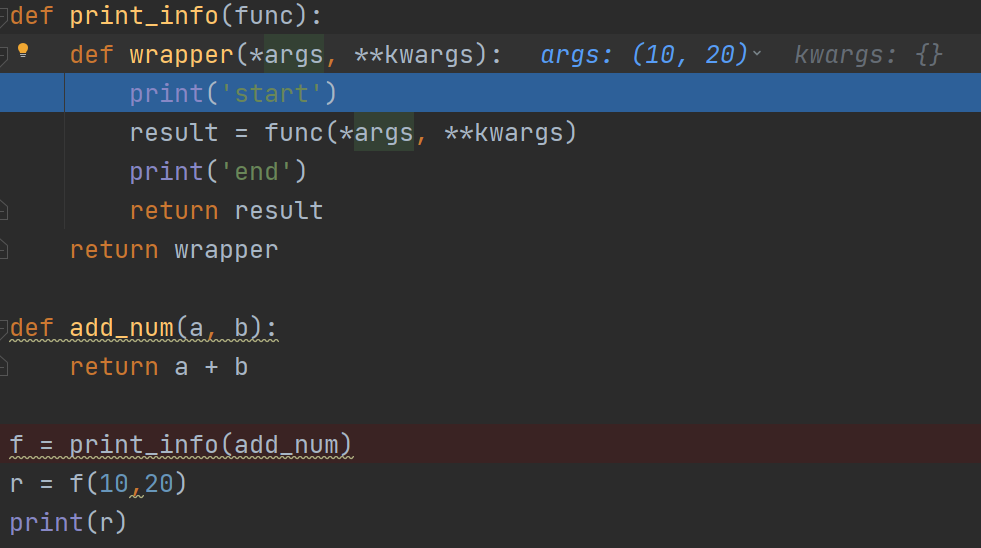 def print_info(func):
    def wrapper(*args, **kwargs):   args: (10, 20)   kwargs: {}
        print('start')
        result = func(*args, **kwargs)
        print('end')
        return result
    return wrapper
def add_num(a, b):
    return a + b
f = print_info(add_num)
r = f(10,20)
print(r)